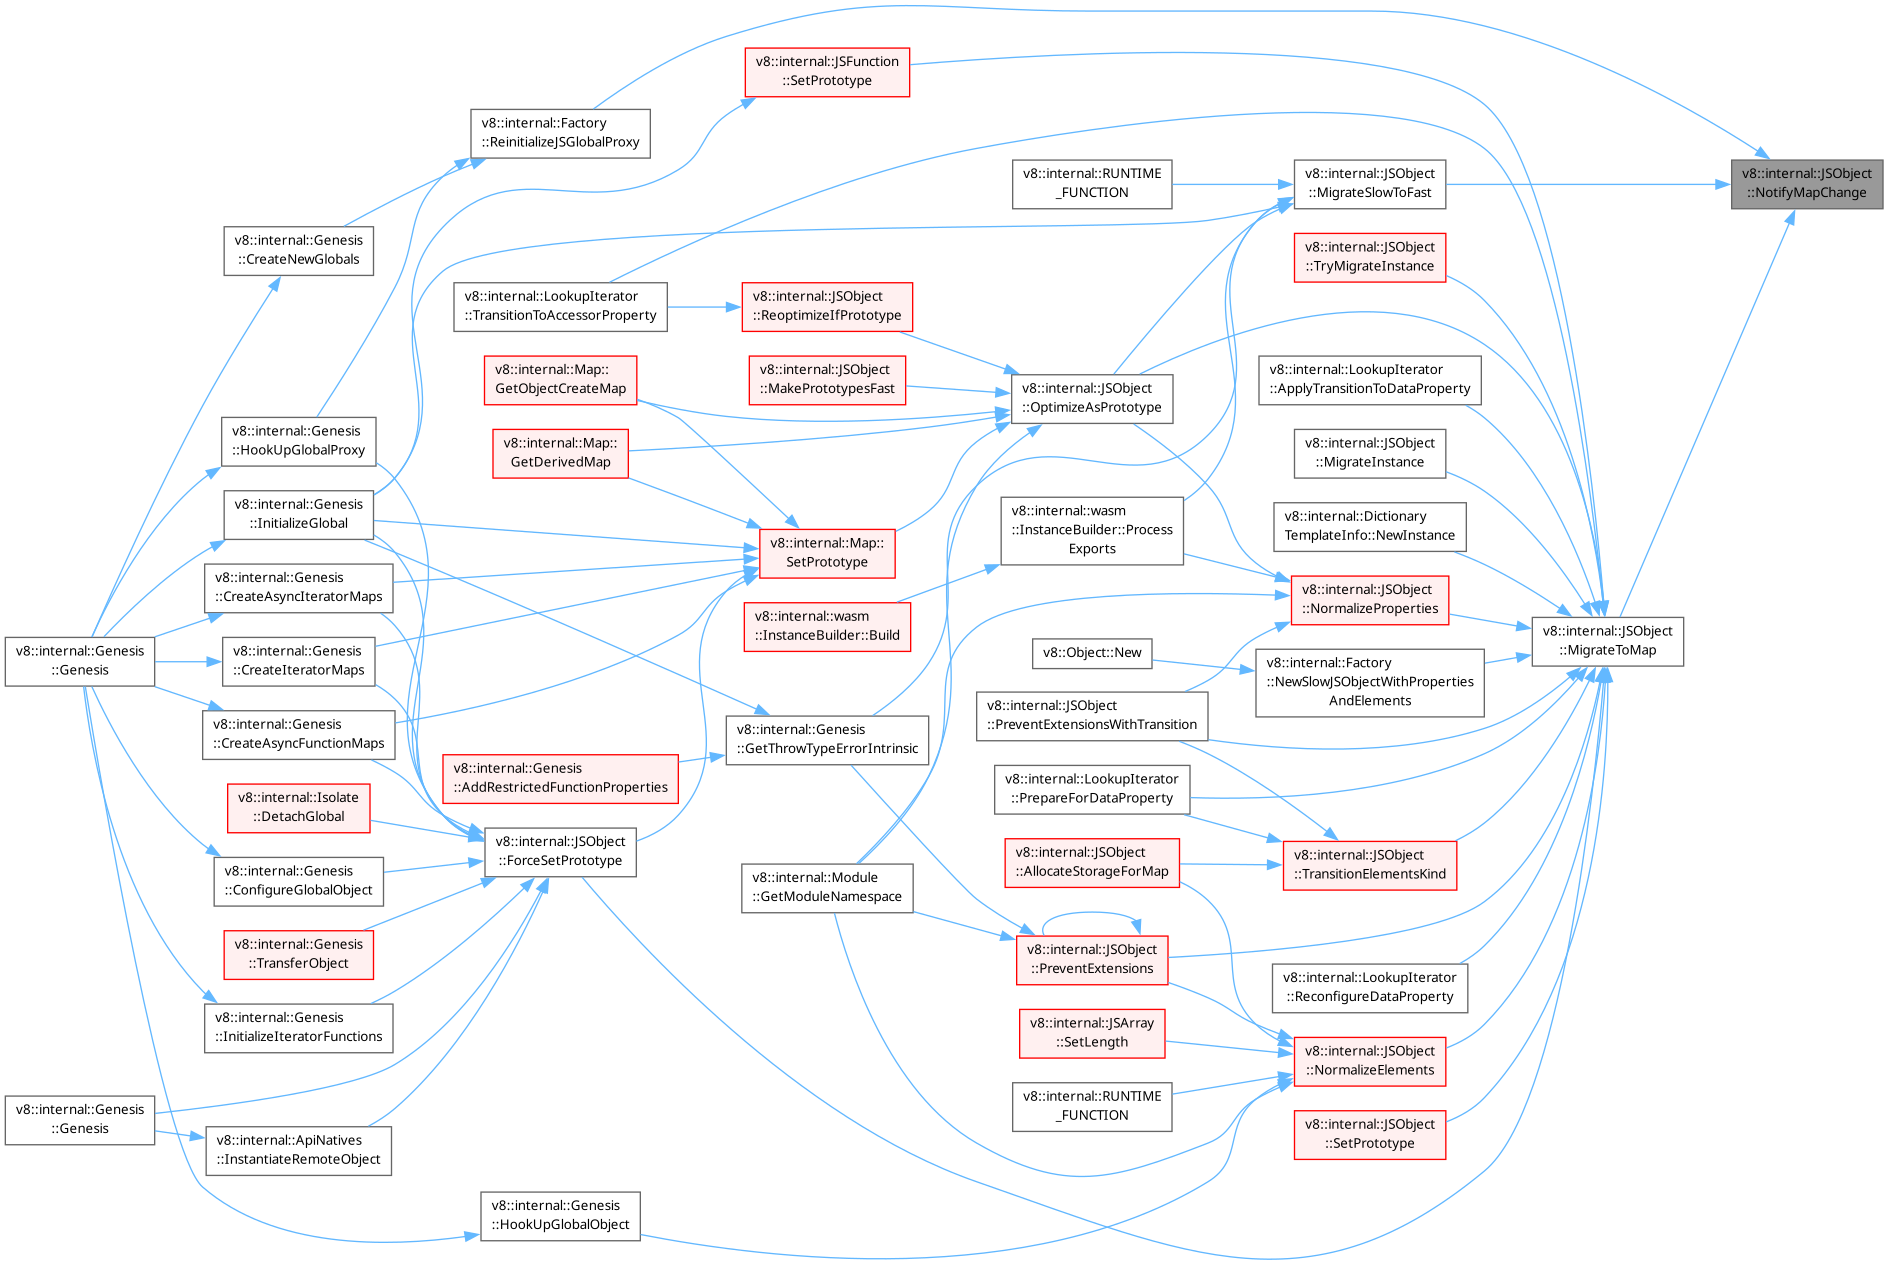 v8::internal::JSFunction
::SetPrototype
v8::internal::Factory
::ReinitializeJSGlobalProxy
v8::internal::RUNTIME
_FUNCTION
v8::internal::JSObject
::MigrateSlowToFast
v8::internal::JSObject
::NotifyMapChange
v8::internal::Genesis
::CreateNewGlobals
v8::internal::JSObject
::TryMigrateInstance
v8::internal::LookupIterator
::TransitionToAccessorProperty
v8::internal::JSObject
::ReoptimizeIfPrototype
v8::internal::Map::
GetObjectCreateMap
v8::internal::JSObject
::MakePrototypesFast
v8::internal::JSObject
::OptimizeAsPrototype
v8::internal::LookupIterator
::ApplyTransitionToDataProperty
v8::internal::Genesis
::HookUpGlobalProxy
v8::internal::Map::
GetDerivedMap
v8::internal::JSObject
::MigrateInstance
v8::internal::Genesis
::InitializeGlobal
v8::internal::Map::
SetPrototype
v8::internal::wasm
::InstanceBuilder::Process
Exports
v8::internal::Dictionary
TemplateInfo::NewInstance
v8::internal::Genesis
::CreateAsyncIteratorMaps
v8::internal::wasm
::InstanceBuilder::Build
v8::internal::JSObject
::NormalizeProperties
v8::internal::Genesis
::Genesis
v8::internal::Genesis
::CreateIteratorMaps
v8::Object::New
v8::internal::Factory
::NewSlowJSObjectWithProperties
AndElements
v8::internal::JSObject
::MigrateToMap
v8::internal::Genesis
::CreateAsyncFunctionMaps
v8::internal::Genesis
::GetThrowTypeErrorIntrinsic
v8::internal::JSObject
::PreventExtensionsWithTransition
v8::internal::Genesis
::AddRestrictedFunctionProperties
v8::internal::LookupIterator
::PrepareForDataProperty
v8::internal::Isolate
::DetachGlobal
v8::internal::JSObject
::ForceSetPrototype
v8::internal::JSObject
::AllocateStorageForMap
v8::internal::JSObject
::TransitionElementsKind
v8::internal::Genesis
::ConfigureGlobalObject
v8::internal::Module
::GetModuleNamespace
v8::internal::Genesis
::TransferObject
v8::internal::JSObject
::PreventExtensions
v8::internal::LookupIterator
::ReconfigureDataProperty
v8::internal::Genesis
::InitializeIteratorFunctions
v8::internal::JSArray
::SetLength
v8::internal::JSObject
::NormalizeElements
v8::internal::Genesis
::Genesis
v8::internal::ApiNatives
::InstantiateRemoteObject
v8::internal::RUNTIME
_FUNCTION
v8::internal::JSObject
::SetPrototype
v8::internal::Genesis
::HookUpGlobalObject